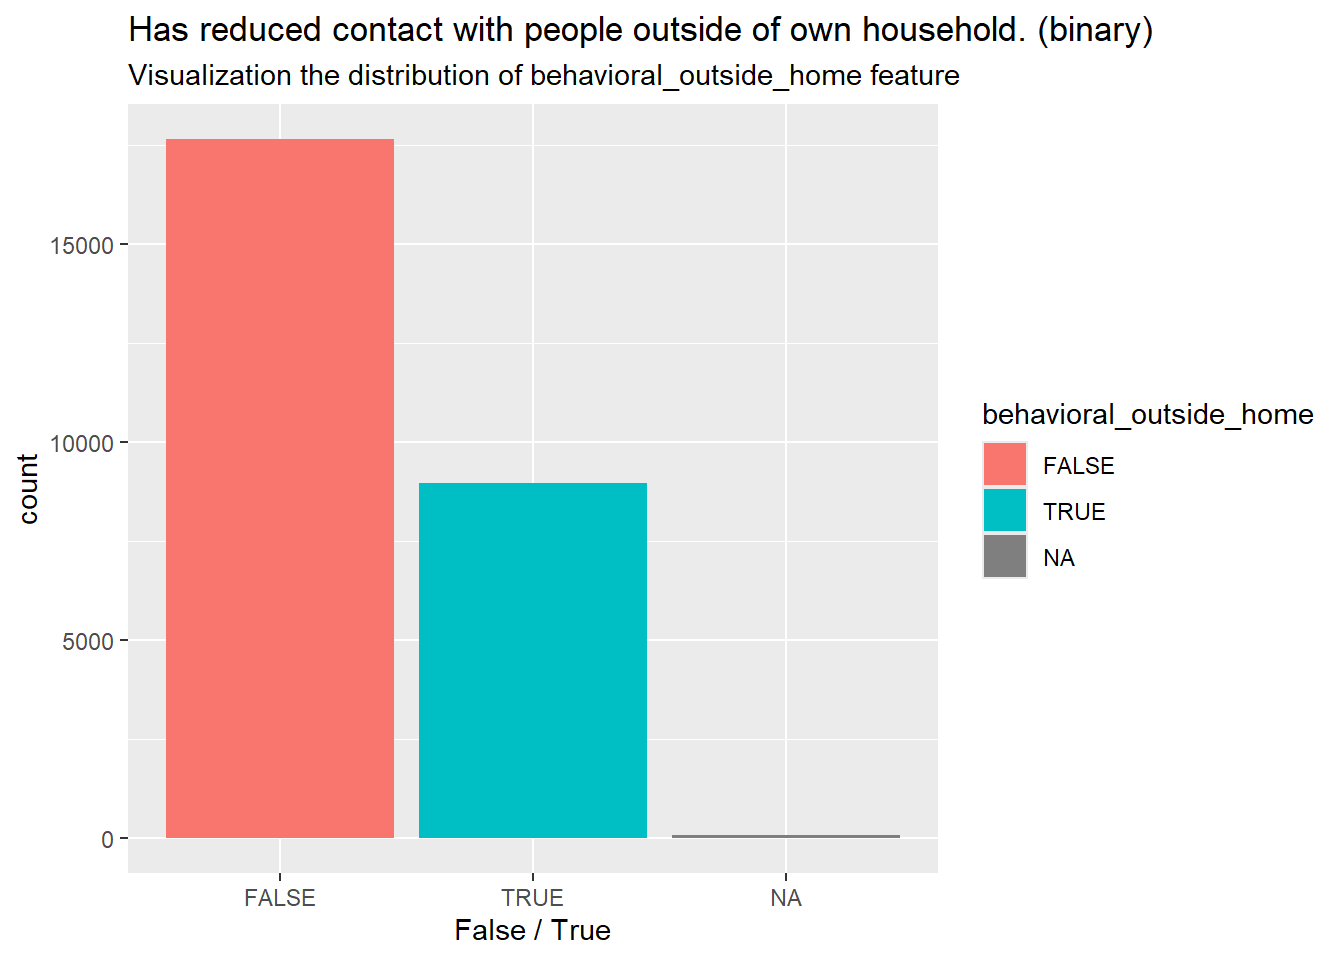 Has reduced contact with people outside of own household. (binary)
Visualization the distribution of behavioral_outside_home feature
15000
10000
5000
0
count
FALSE
TRUE
NA
False / True
behavioral_outside_home
FALSE
TRUE
NA